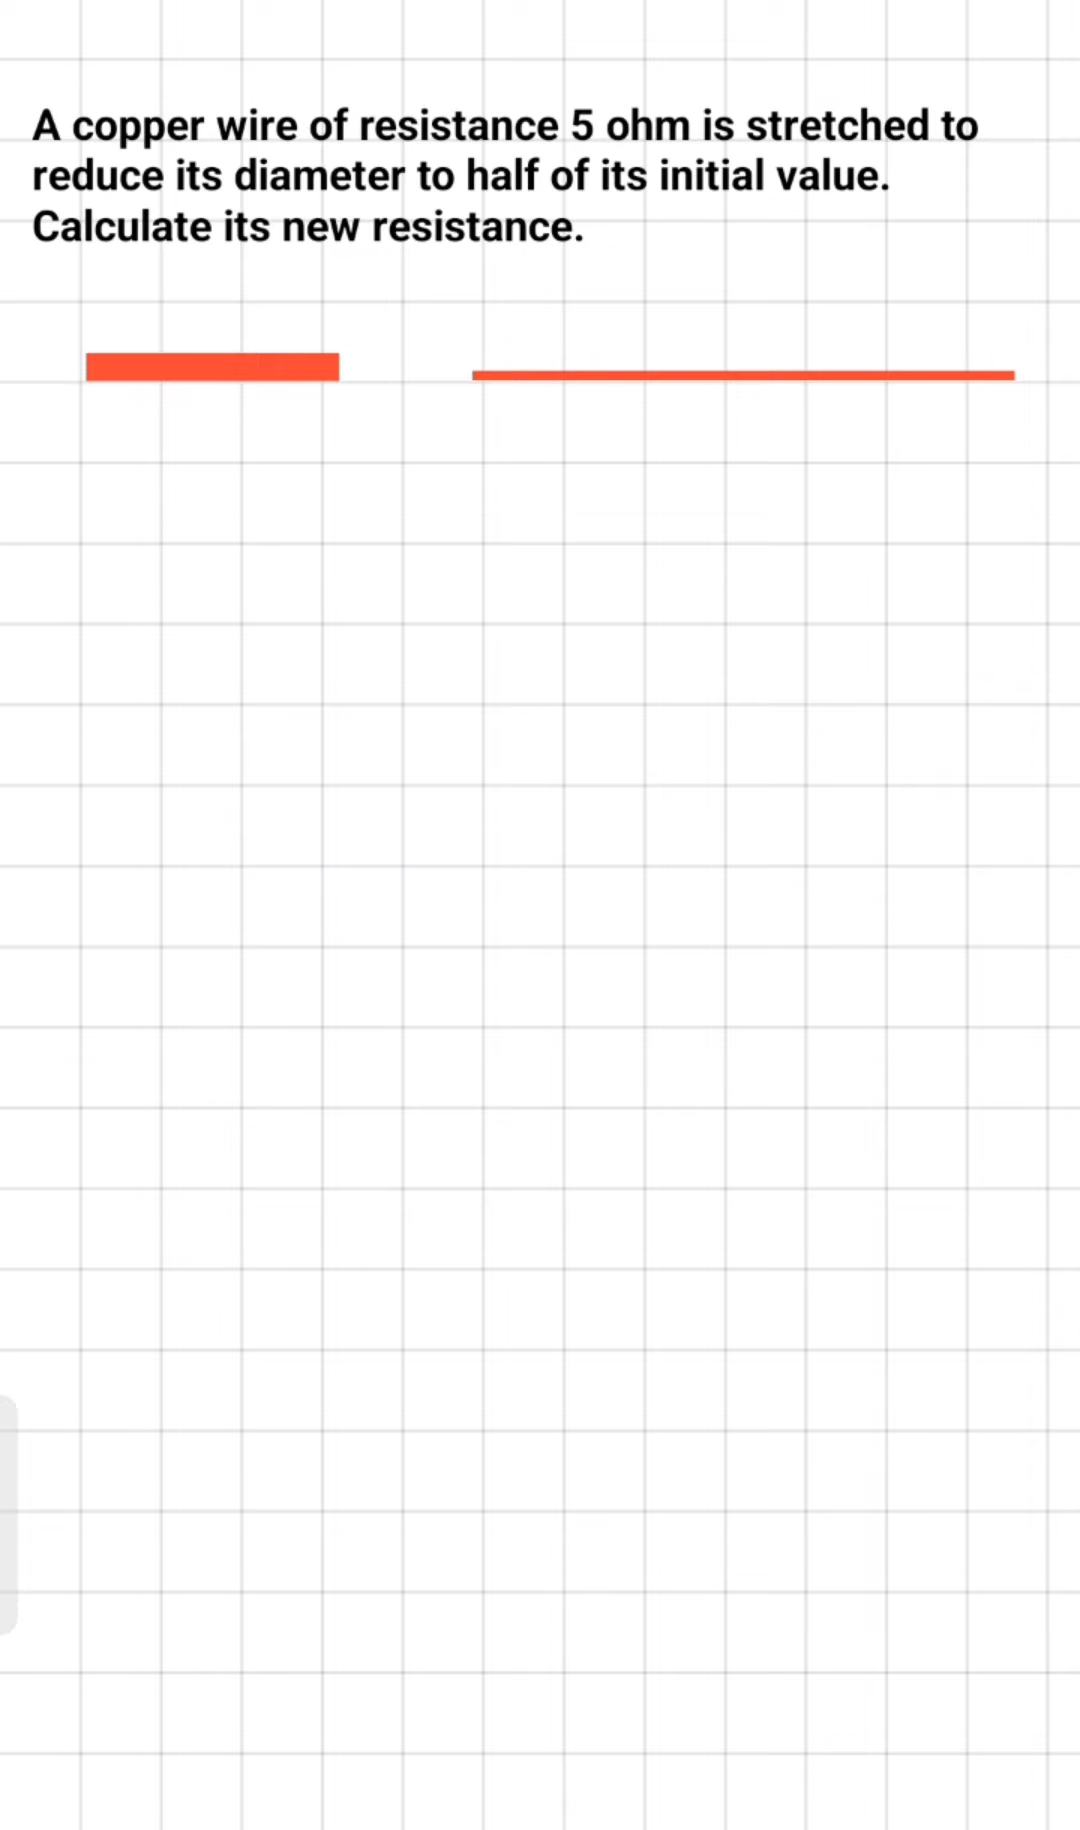 A copper wire of resistance 5 ohm is stretched to
reduce its diameter to half of its initial value.
Calculate its new resistance.